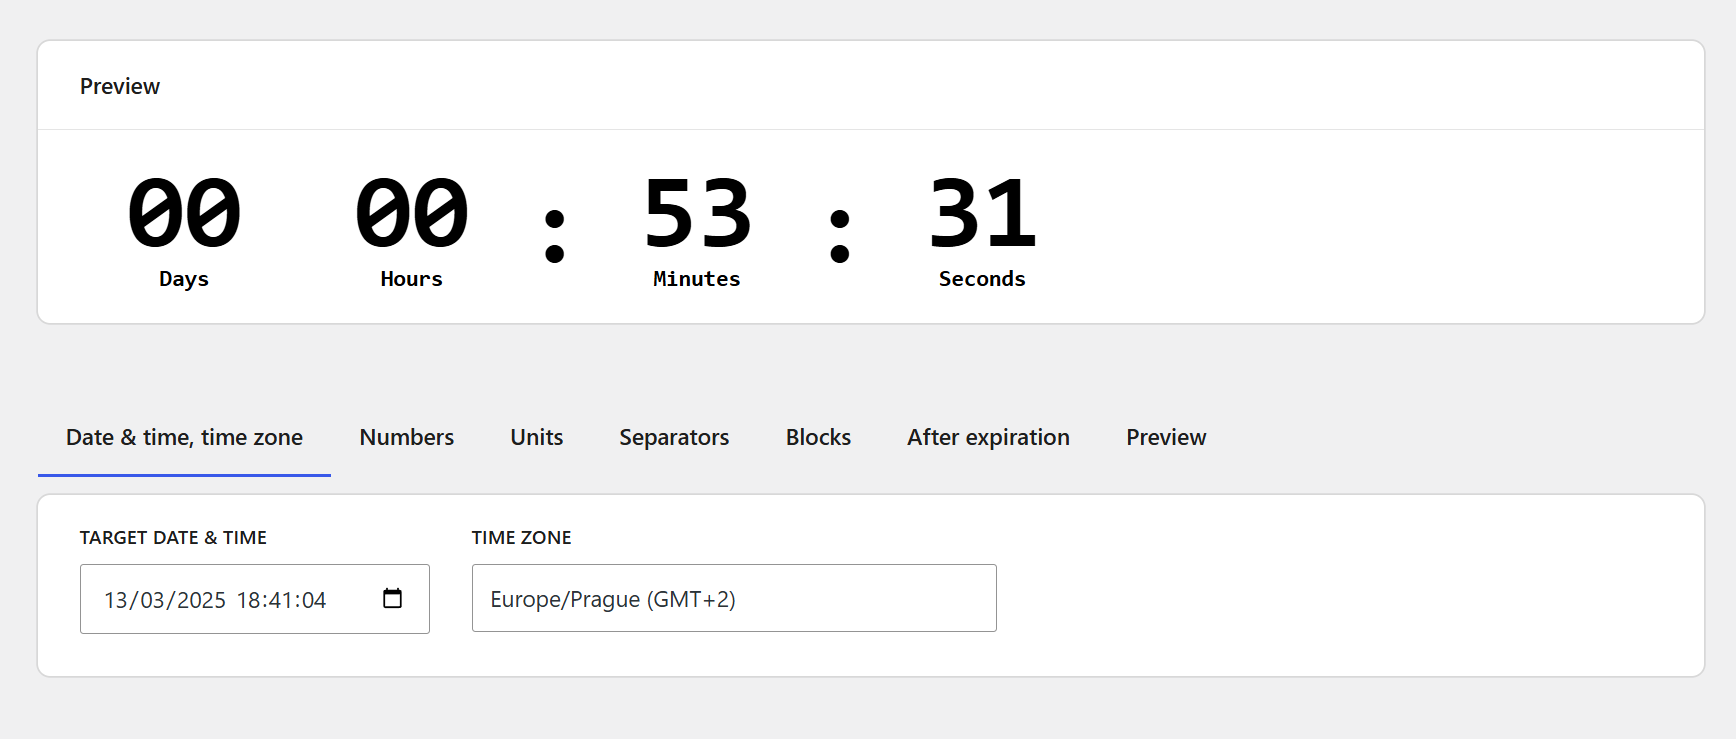 Preview
00 00 : 53 : 31
Days Hours Minutes Seconds
Date & time, time zone Numbers Units Separators Blocks After expiration Preview
TARGET DATE & TIME TIME ZONE
13/03/2025 18:41:04 Europe/Prague (GMT+2)